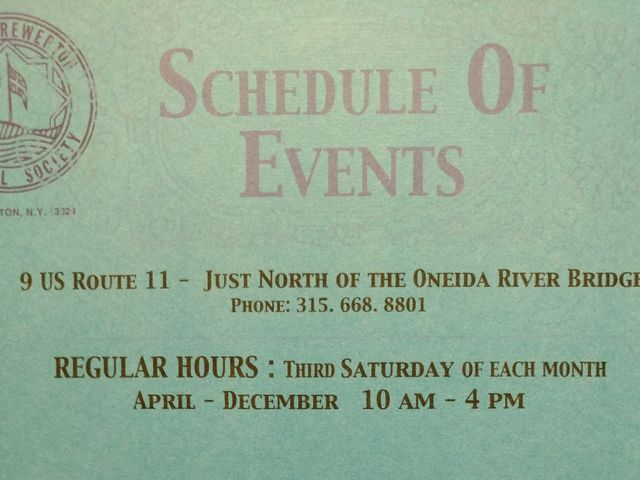 REWERTON
L SOCIETY
TON, N.Y.
SCHEDULE OF
EVENTS
9 US ROUTE 11 - JUST NORTH OF THE ONEIDA RIVER BRIDGE
PHONE: 315. 668. 8801
REGULAR HOURS : THIRD SATURDAY OF EACH MONTH
APRIL - DECEMBER 10 AM - 4 PM